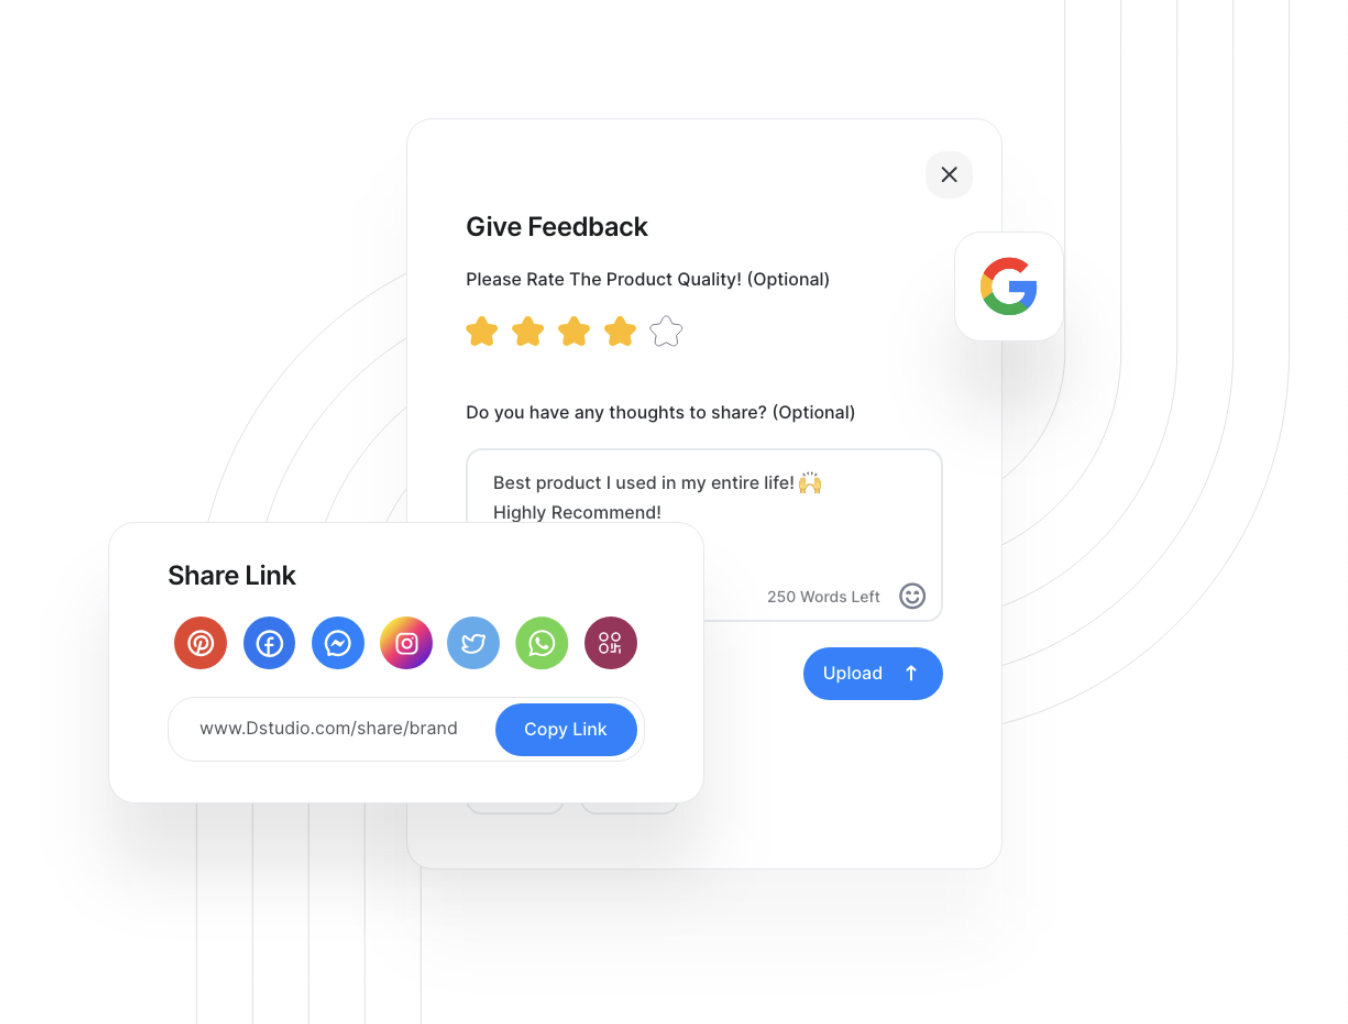 Give Feedback
Please Rate The Product Quality! (Optional)
Do you have any thoughts to share? (Optional)
Best product I used in my entire life! 🙌
Highly Recommend!
250 Words Left
Upload ↑
Share Link
www.Dstudio.com/share/brand
Copy Link